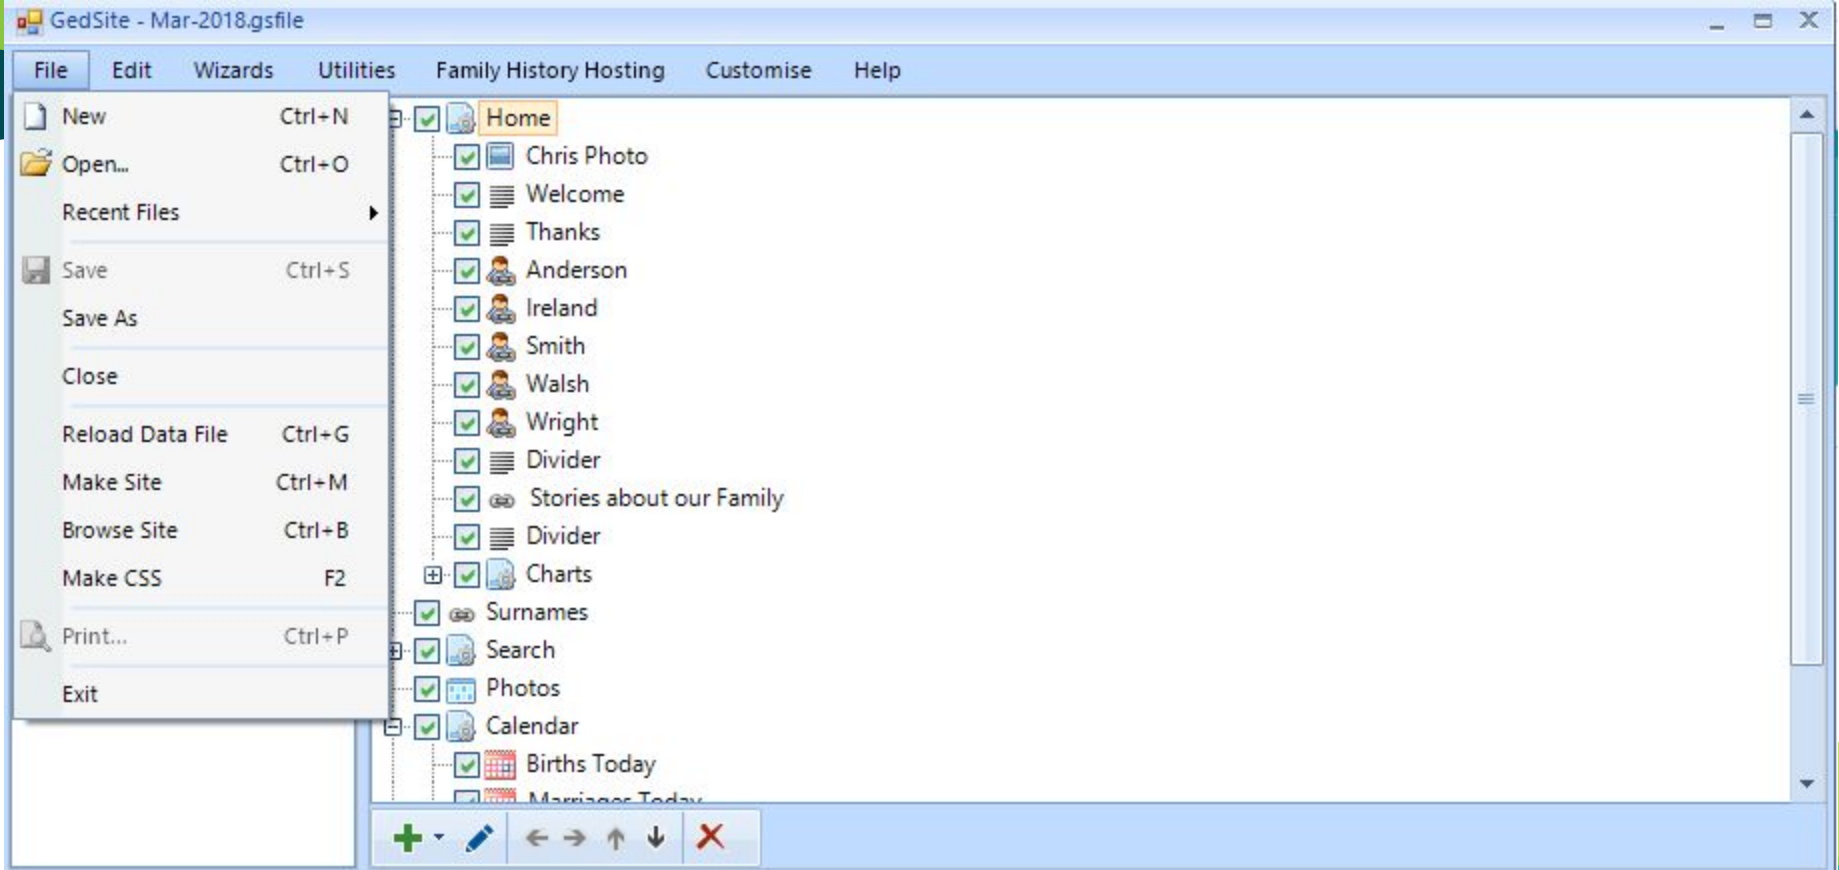 GedSite - Mar-2018.gsfile
File Edit Wizards Utilities Family History Hosting Customise Help
New Ctrl+N
Open... Ctrl+O
Recent Files
Save Ctrl+S
Save As
Close
Reload Data File Ctrl+G
Make Site Ctrl+M
Browse Site Ctrl+B
Make CSS F2
Print... Ctrl+P
Exit
Home
Chris Photo
Welcome
Thanks
Anderson
Ireland
Smith
Walsh
Wright
Divider
Stories about our Family
Divider
Charts
Surnames
Search
Photos
Calendar
Births Today
Marriages Today